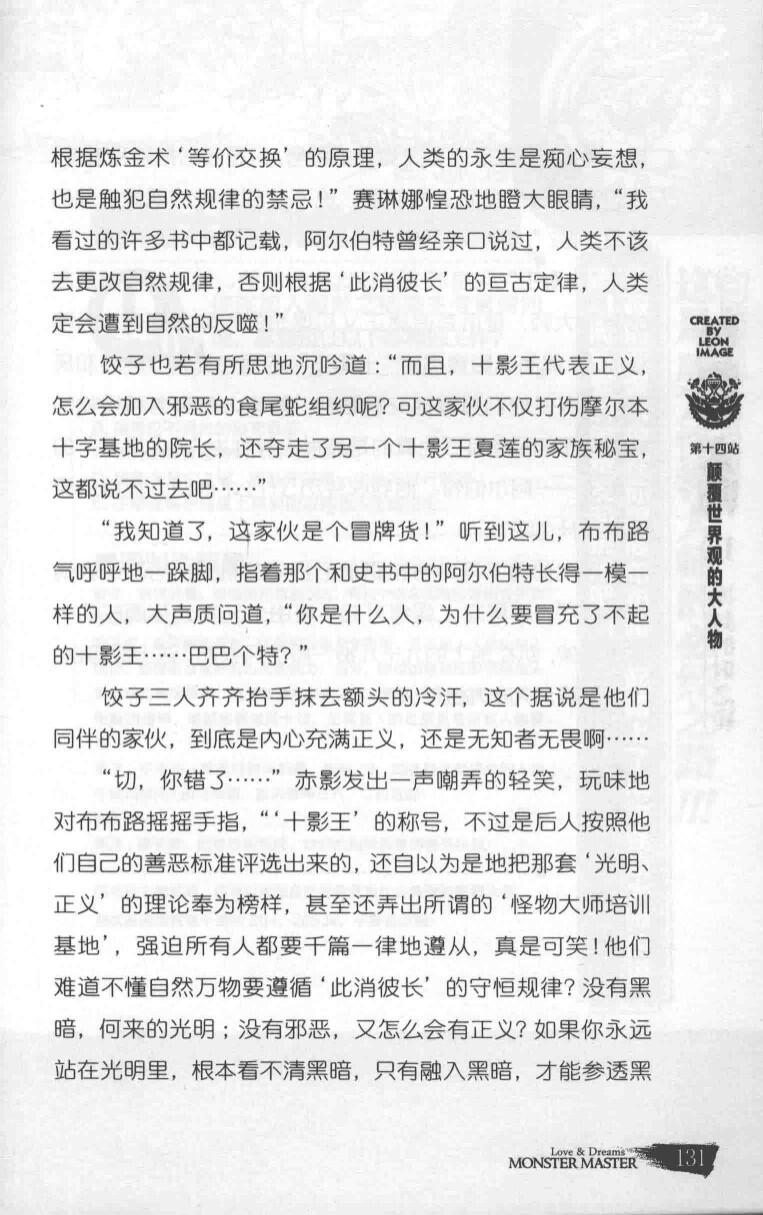 根据炼金术‘等价交换’的原理，人类的永生是痴心妄想，
也是触犯自然规律的禁忌！”赛琳娜惶恐地瞪大眼睛，“我
看过的许多书中都记载，阿尔伯特曾经亲口说过，人类不该
去更改自然规律，否则根据‘此消彼长’的亘古定律，人类
定会遭到自然的反噬！”
饺子也若有所思地沉吟道：“而且，十影王代表正义，
怎么会加入邪恶的食尾蛇组织呢？可这家伙不仅打伤摩尔本
十字基地的院长，还夺走了另一个十影王夏莲的家族秘宝，
这都说不过去吧……”
“我知道了，这家伙是个冒牌货！”听到这儿，布布路
气呼呼地一跺脚，指着那个和史书中的阿尔伯特长得一模一
样的人，大声质问道，“你是什么人，为什么要冒充了不起
的十影王……巴巴个特？”
饺子三人齐齐抬手抹去额头的冷汗，这个据说是他们
同伴的家伙，到底是内心充满正义，还是无知者无畏啊……
“切，你错了……”赤影发出一声嘲弄的轻笑，玩味地
对布布路摇摇手指，“‘十影王’的称号，不过是后人按照他
们自己的善恶标准评选出来的，还自以为是地把那套‘光明、
正义’的理论奉为榜样，甚至还弄出所谓的‘怪物大师培训
基地’，强迫所有人都要千篇一律地遵从，真是可笑！他们
难道不懂自然万物要遵循‘此消彼长’的守恒规律？没有黑
暗，何来的光明；没有邪恶，又怎么会有正义？如果你永远
站在光明里，根本看不清黑暗，只有融入黑暗，才能参透黑
CREATED
BY
LEON
IMAGE
第十四站
颠覆世界观的大人物
Love & Dreams
MONSTER MASTER
131